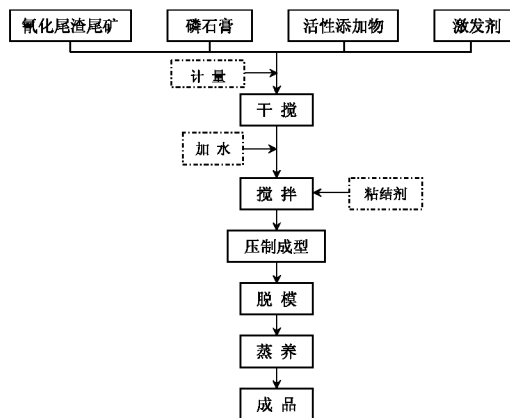 氰化尾渣尾矿
磷石膏
活性添加物
激发剂
计 量
干 搅
加 水
搅 拌
粘结剂
压制成型
脱 模
蒸 养
成 品